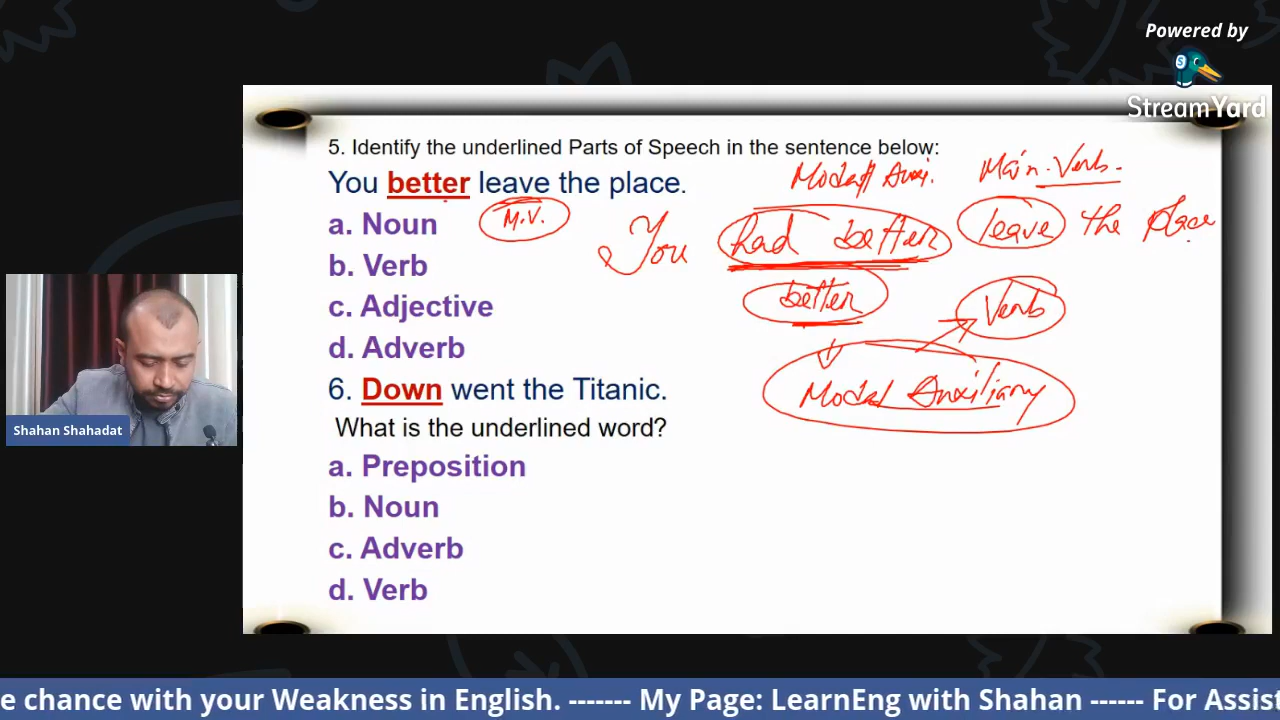 Powered by
StreamYard
5. Identify the underlined Parts of Speech in the sentence below:
You better leave the place.
Modal Auxi. Main Verb.
a. Noun
M.V.
You had better leave the place
b. Verb
better
Verb
c. Adjective
d. Adverb
Modal Auxiliary
6. Down went the Titanic.
What is the underlined word?
a. Preposition
b. Noun
c. Adverb
d. Verb
Shahan Shahadat
e chance with your Weakness in English. ------- My Page: LearnEng with Shahan ------ For Assist